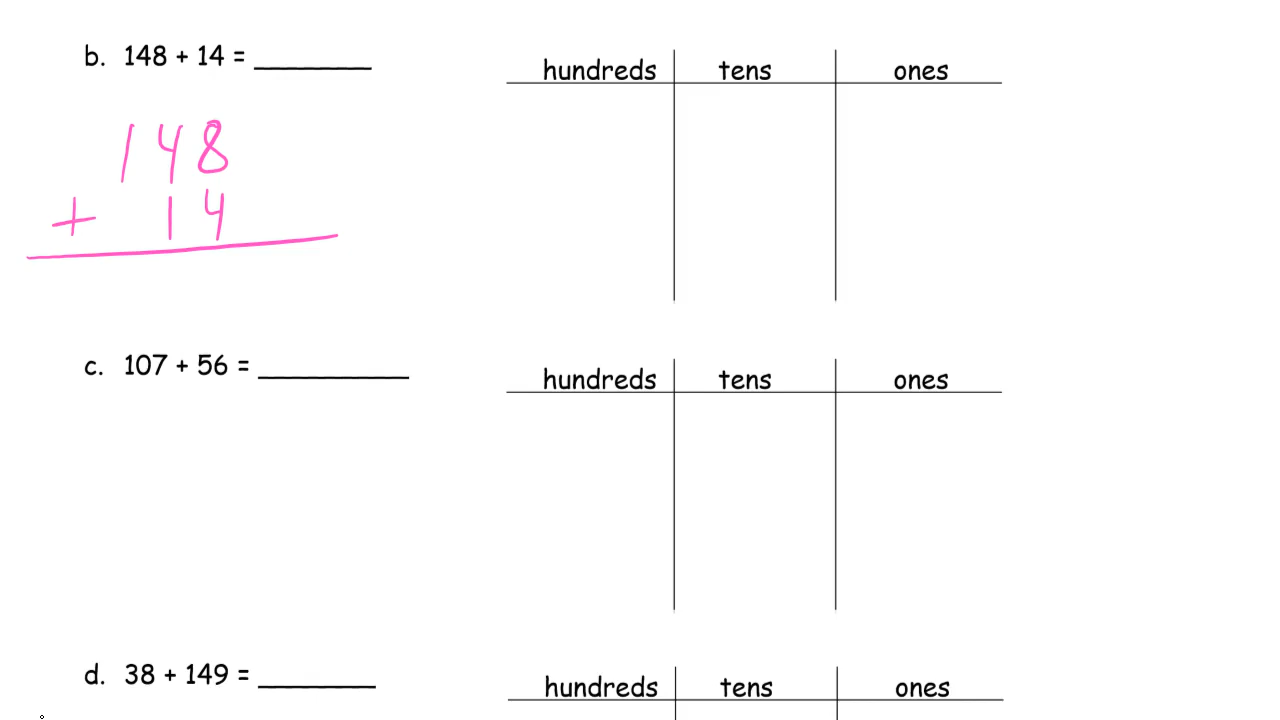 b. 148 + 14 = ________
hundreds tens ones
148
+ 14
c. 107 + 56 = __________
hundreds tens ones
d. 38 + 149 = ________
hundreds tens ones